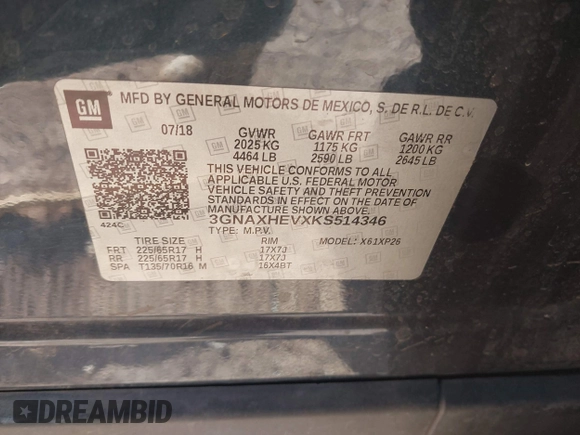 GM MFD BY GENERAL MOTORS DE MEXICO, S. DE R.L. DE C.V.
07/18 GVWR GAWR FRT GAWR RR
2025 KG 1175 KG 1200 KG
4464 LB 2590 LB 2645 LB
THIS VEHICLE CONFORMS TO ALL
APPLICABLE U.S. FEDERAL MOTOR
VEHICLE SAFETY AND THEFT PREVENTION
STANDARDS IN EFFECT ON THE DATE OF
MANUFACTURE SHOWN ABOVE.
3GNAXHEVXKS514346
424C TYPE: M.P.V. MODEL: X61XP26
TIRE SIZE RIM
FRT 225/65R17 H 17X7J
RR 225/65R17 H 17X7J
SPA T135/70R16 M 16X4BT
DREAMBID